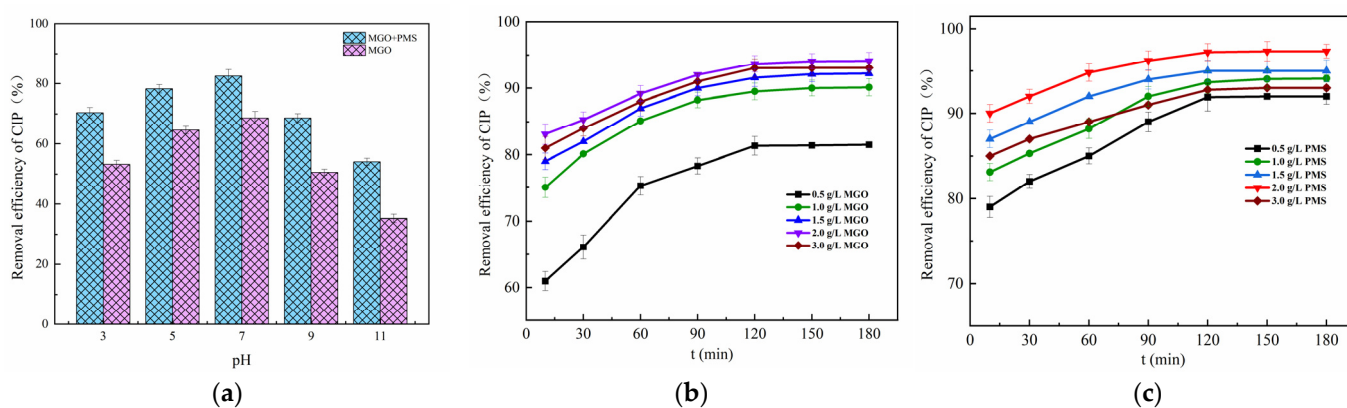 100
80
60
40
20
0
Removal efficiency of CIP (%)
MGO+PMS
MGO
3 5 7 9 11
pH
(a)
100
90
80
70
60
Removal efficiency of CIP (%)
0.5 g/L MGO
1.0 g/L MGO
1.5 g/L MGO
2.0 g/L MGO
3.0 g/L MGO
0 30 60 90 120 150 180
t (min)
(b)
100
90
80
70
Removal efficiency of CIP (%)
0.5 g/L PMS
1.0 g/L PMS
1.5 g/L PMS
2.0 g/L PMS
3.0 g/L PMS
0 30 60 90 120 150 180
t (min)
(c)